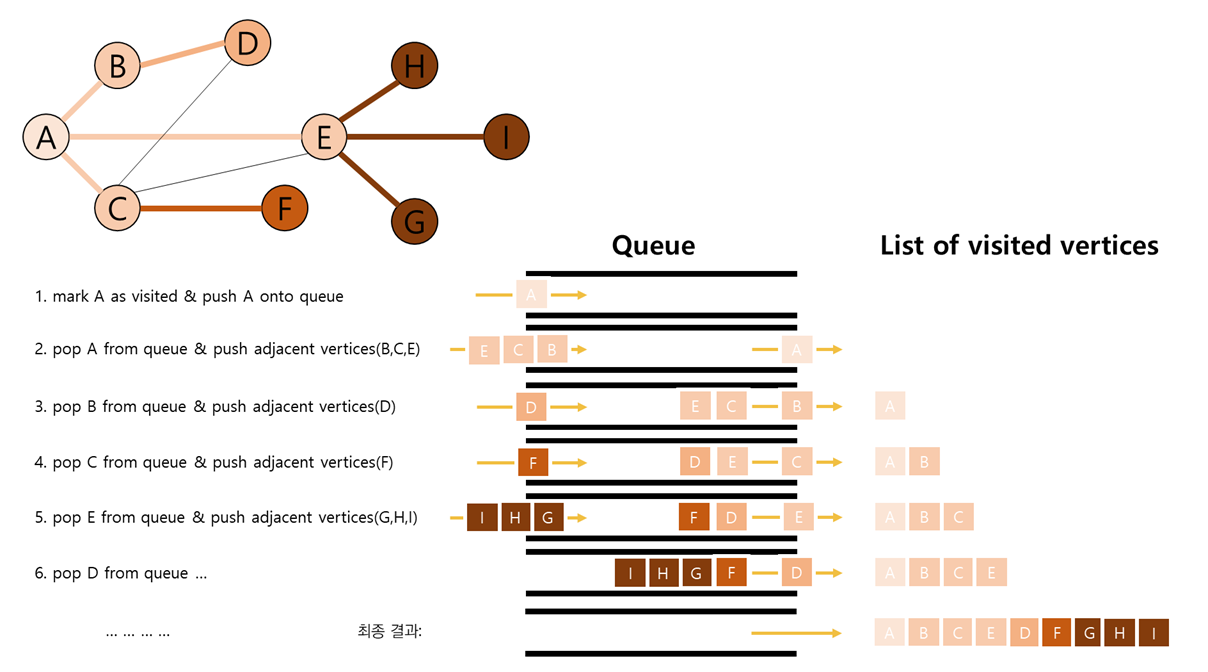 D
B
H
A
E
I
C
F
G
Queue
List of visited vertices
1. mark A as visited & push A onto queue
A
2. pop A from queue & push adjacent vertices(B,C,E)
E C B A
3. pop B from queue & push adjacent vertices(D)
D E C B A
4. pop C from queue & push adjacent vertices(F)
F D E C A B
5. pop E from queue & push adjacent vertices(G,H,I)
I H G F D E A B C
6. pop D from queue ...
I H G F D A B C E
... ... ... ... 최종 결과:
A B C E D F G H I